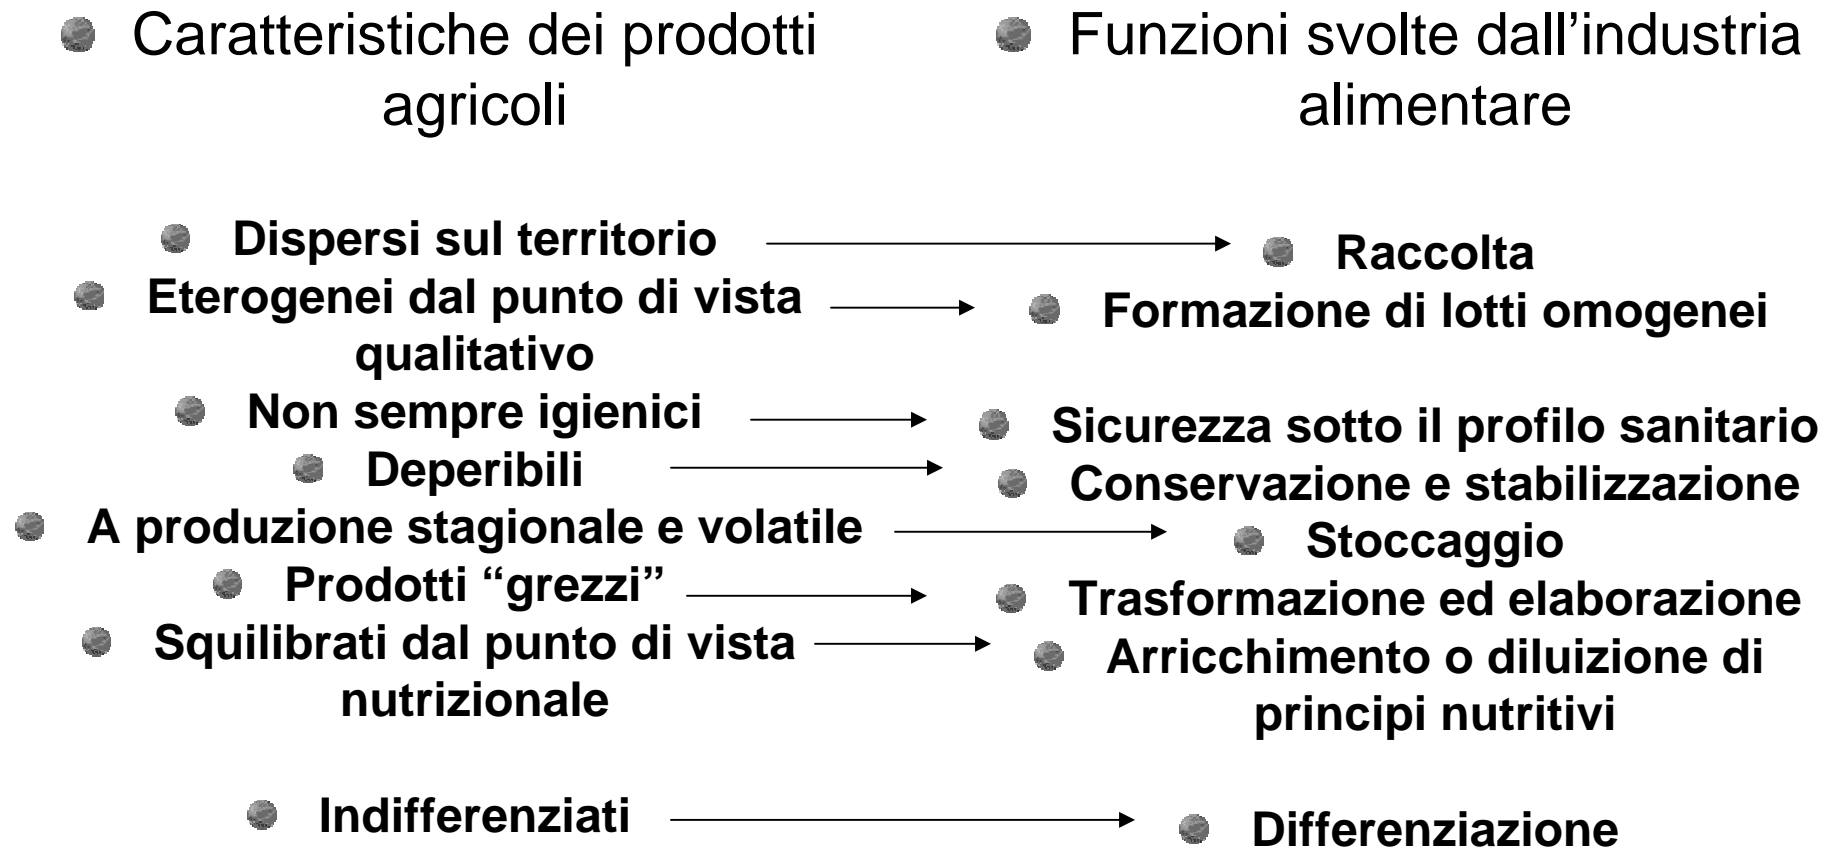 Caratteristiche dei prodotti
agricoli
Dispersi sul territorio
Eterogenei dal punto di vista
qualitativo
Non sempre igienici
Deperibili
A produzione stagionale e volatile
Prodotti “grezzi”
Squilibrati dal punto di vista
nutrizionale
Indifferenziati
Funzioni svolte dall’industria
alimentare
Raccolta
Formazione di lotti omogenei
Sicurezza sotto il profilo sanitario
Conservazione e stabilizzazione
Stoccaggio
Trasformazione ed elaborazione
Arricchimento o diluizione di
principi nutritivi
Differenziazione